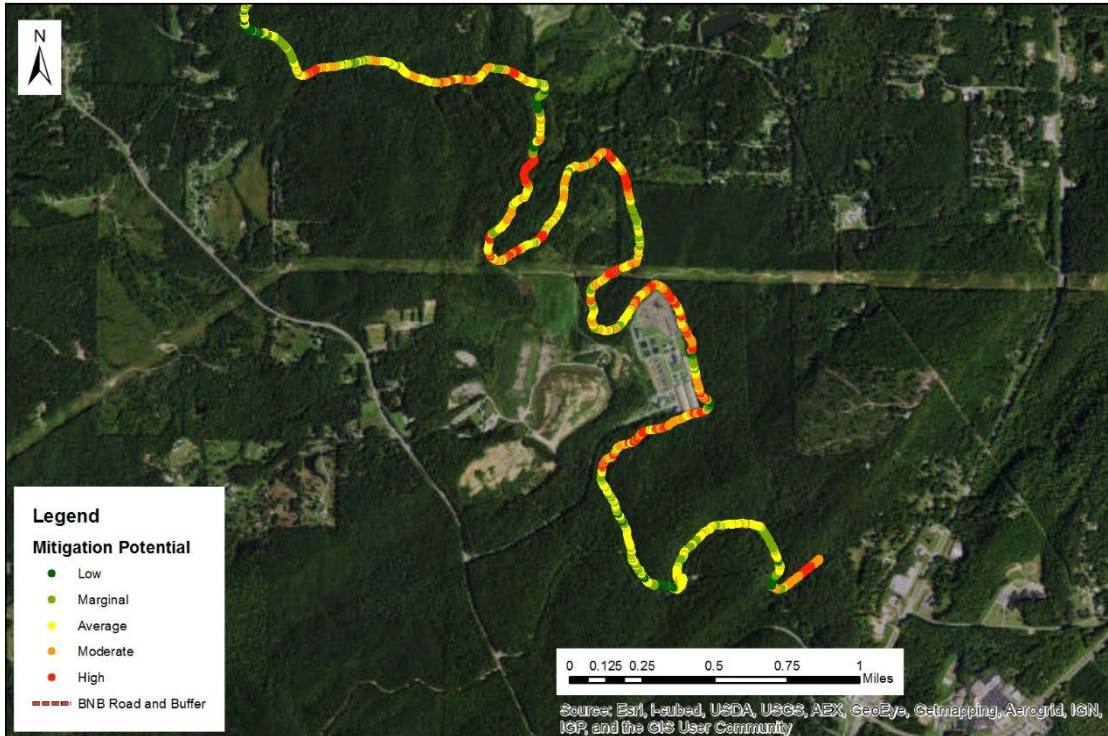 N
Legend
Mitigation Potential
Low
Marginal
Average
Moderate
High
BNB Road and Buffer
0 0.125 0.25 0.5 0.75 1
Miles
Source: Esri, i-cubed, USDA, USGS, AEX, GeoEye, Getmapping, Aerogrid, IGN,
IGP, and the GIS User Community